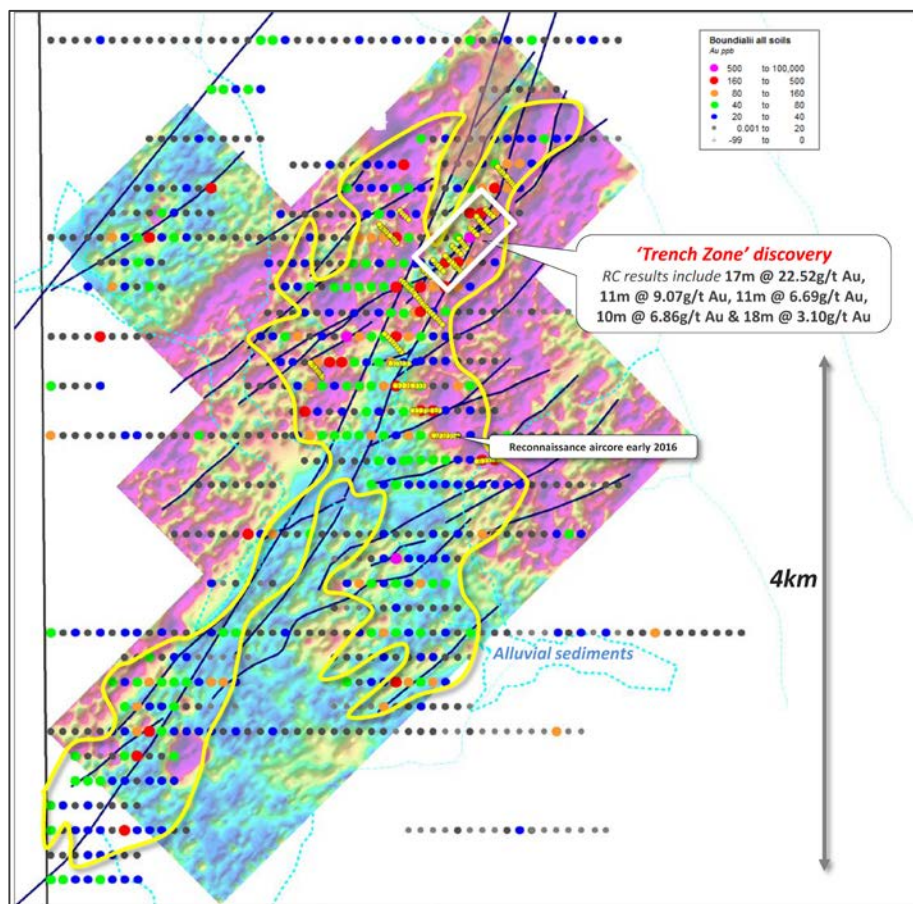 Boundiali all soils
Au ppb
500 to 100,000
160 to 500
80 to 160
40 to 80
20 to 40
0.001 to 20
-99 to 0
'Trench Zone' discovery
RC results include 17m @ 22.52g/t Au,
11m @ 9.07g/t Au, 11m @ 6.69g/t Au,
10m @ 6.86g/t Au & 18m @ 3.10g/t Au
Reconnaissance aircore early 2016
4km
Alluvial sediments